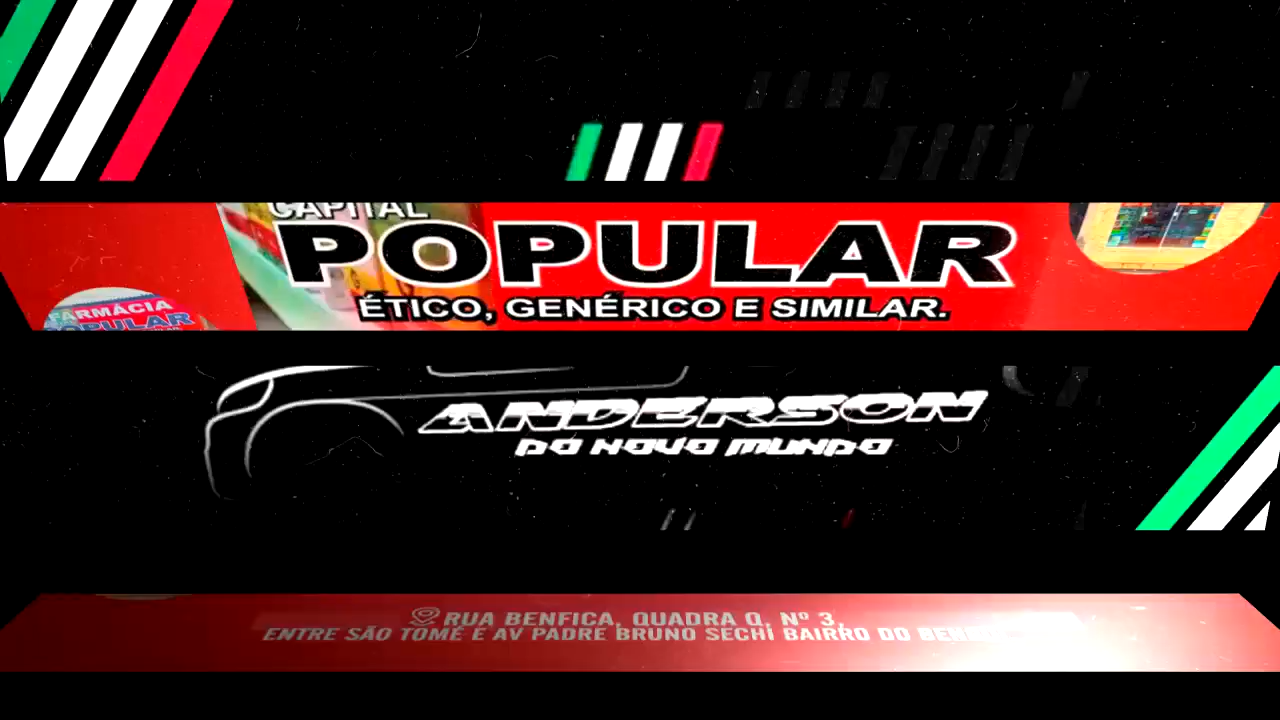 CAPITAL
POPULAR
ÉTICO, GENÉRICO E SIMILAR.
FARMÁCIA
POPULAR
ANDERSON
DO NOVO MUNDO
RUA BENFICA, QUADRA Q, Nº 3,
ENTRE SÃO TOMÉ E AV PADRE BRUNO SECHI BAIRRO DO